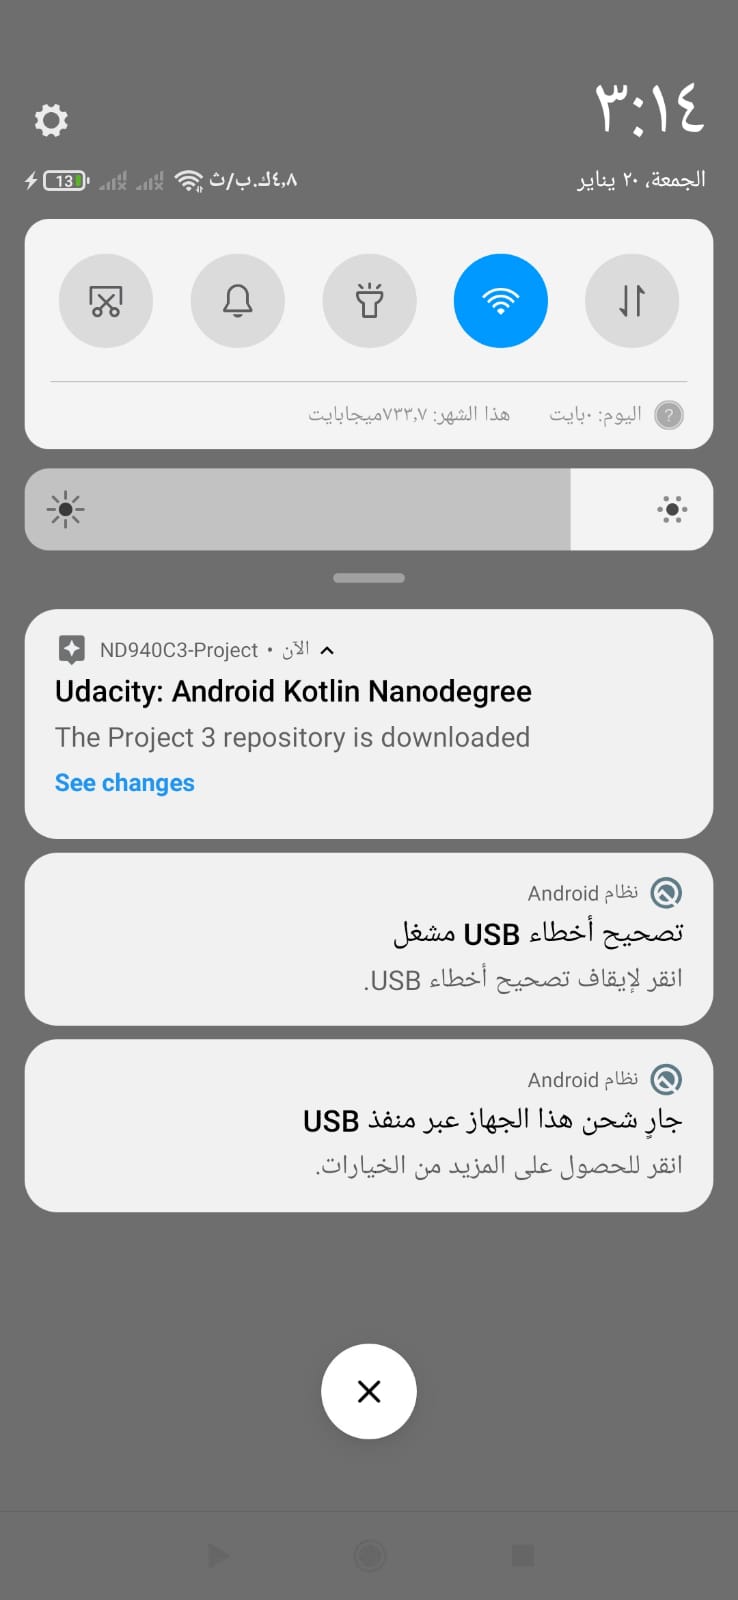 ٣:١٤
الجمعة، ٢٠ يناير
٤,٨ك.ب/ث
13
اليوم: ٠بايت هذا الشهر: ٧٣٣,٧ميجابايت
ND940C3-Project • الآن
Udacity: Android Kotlin Nanodegree
The Project 3 repository is downloaded
See changes
نظام Android
تصحيح أخطاء USB مشغل
انقر لإيقاف تصحيح أخطاء USB.
نظام Android
جارٍ شحن هذا الجهاز عبر منفذ USB
انقر للحصول على المزيد من الخيارات.